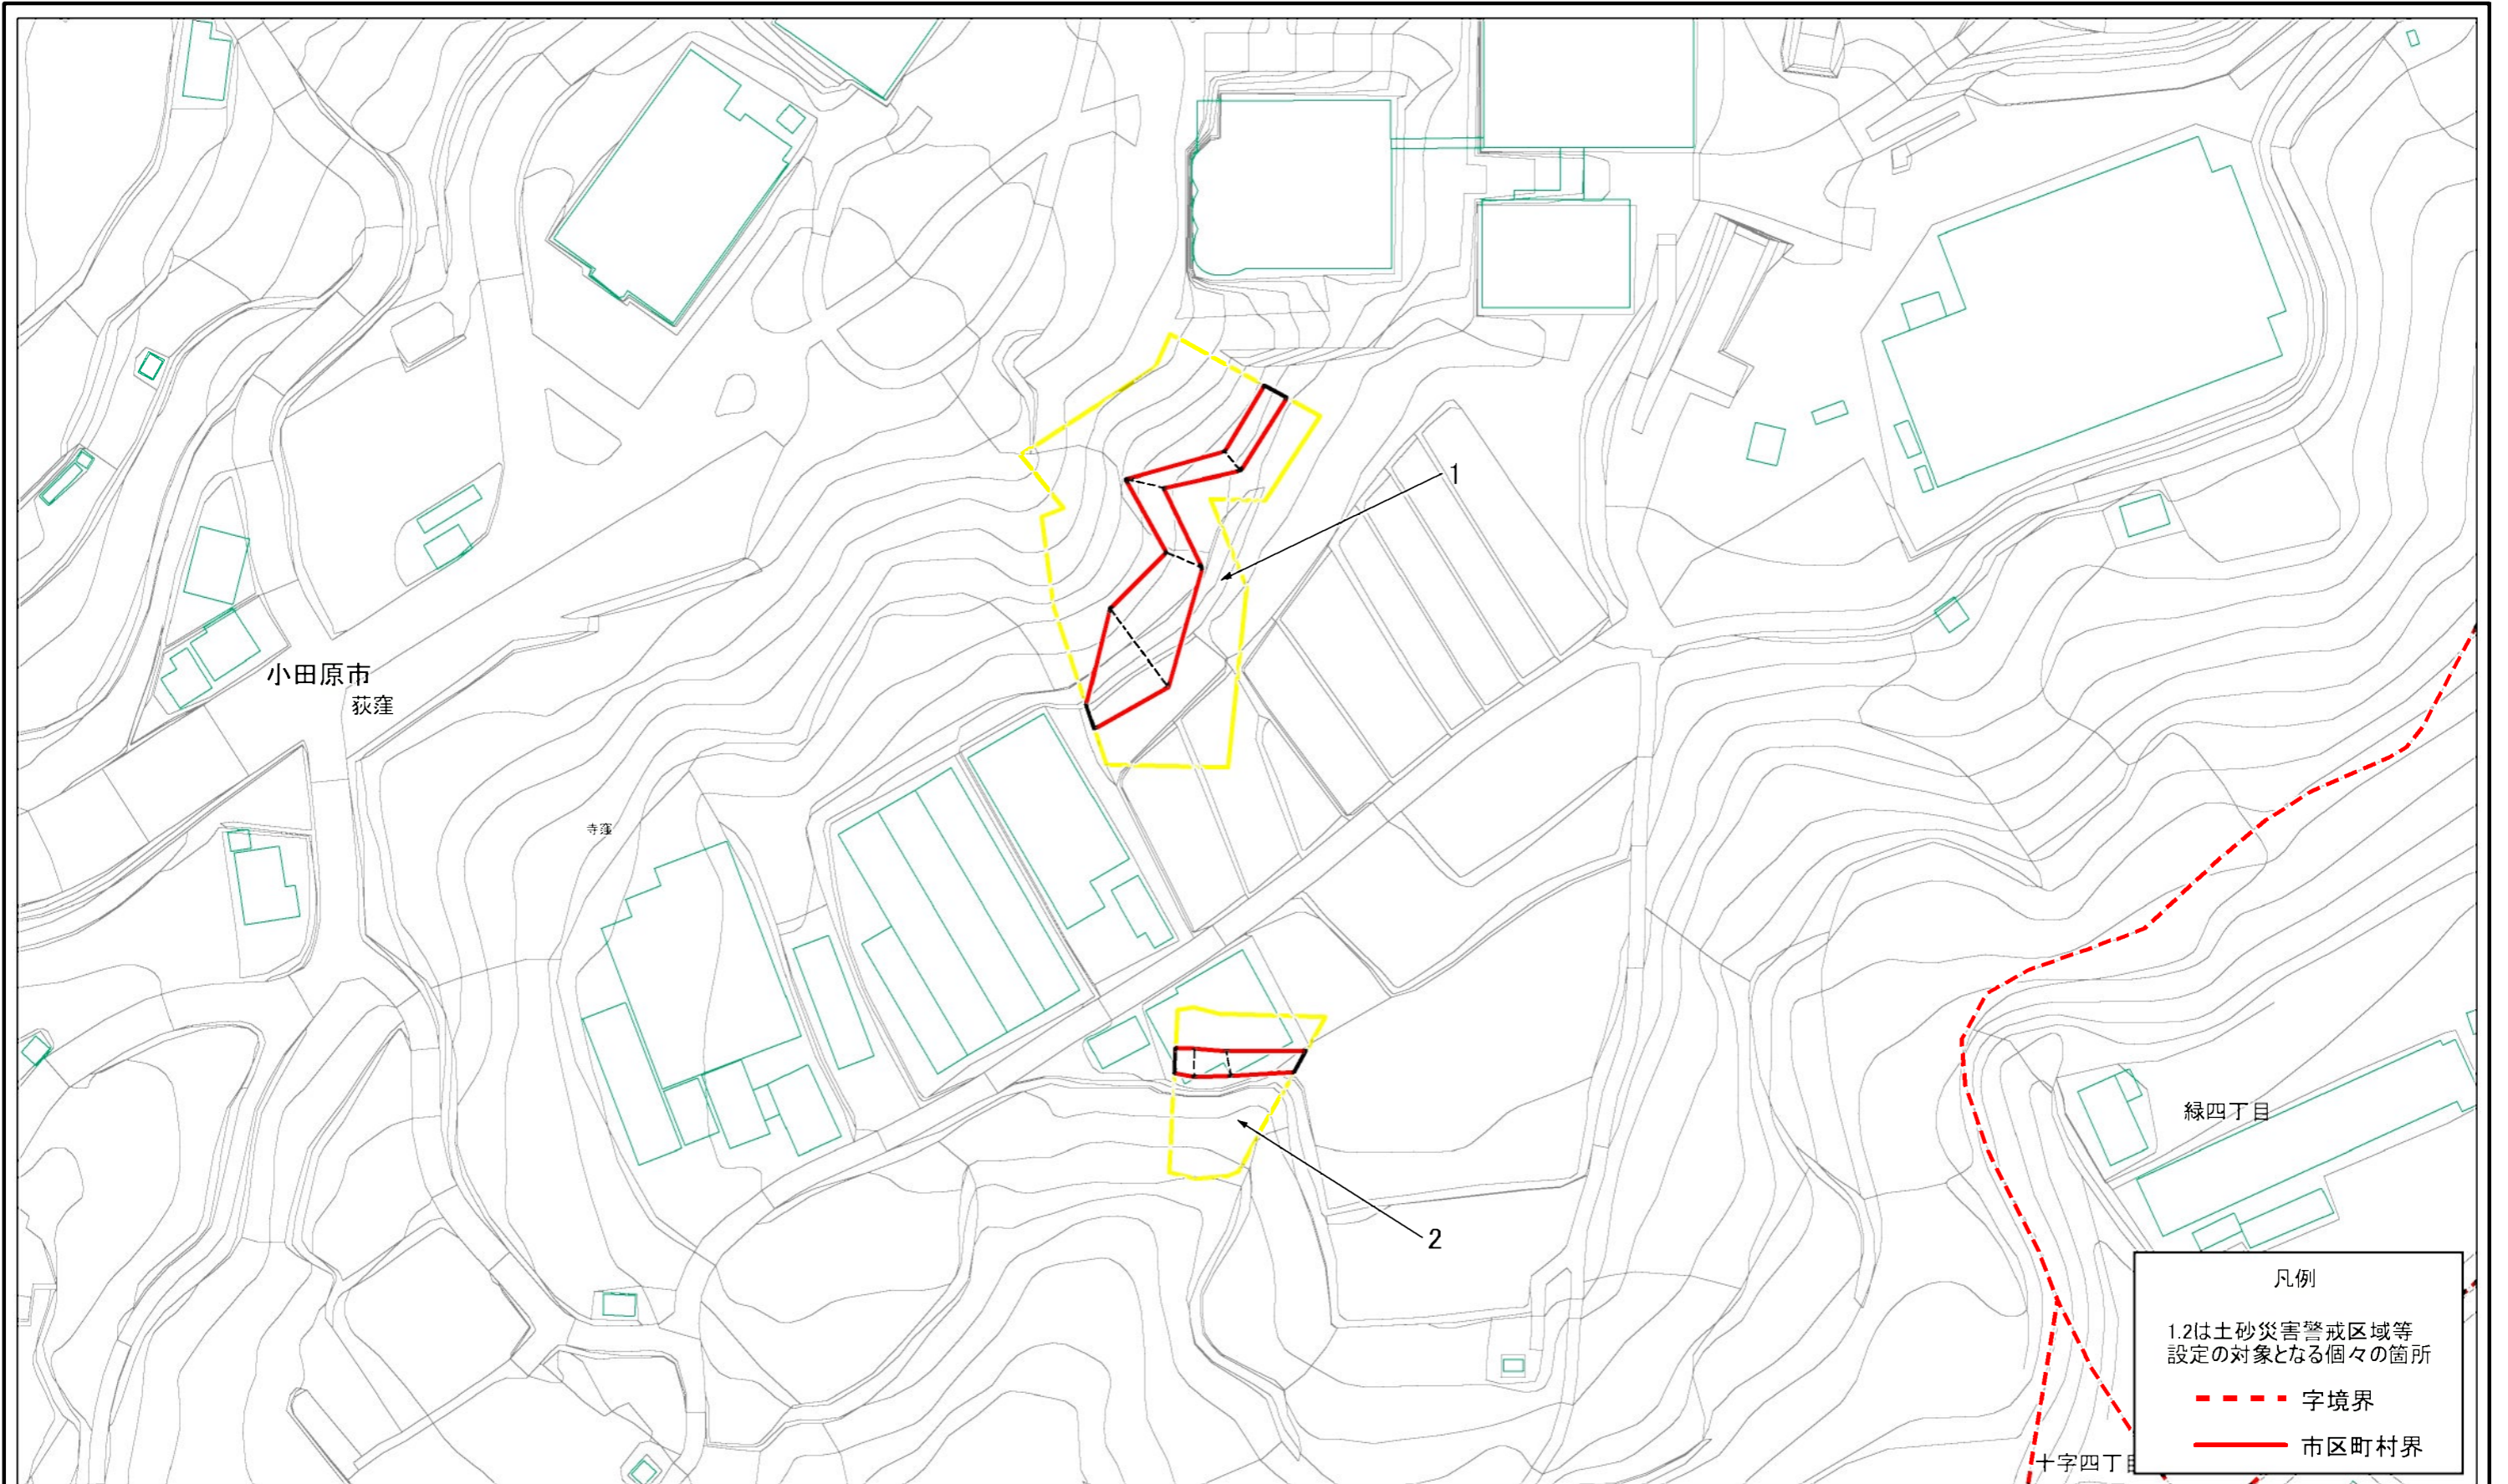 1
小田原市
荻窪
寺窪
緑四丁目
2
凡例
1.2は土砂災害警戒区域等
設定の対象となる個々の箇所
字境界
市区町村界
十字四丁目